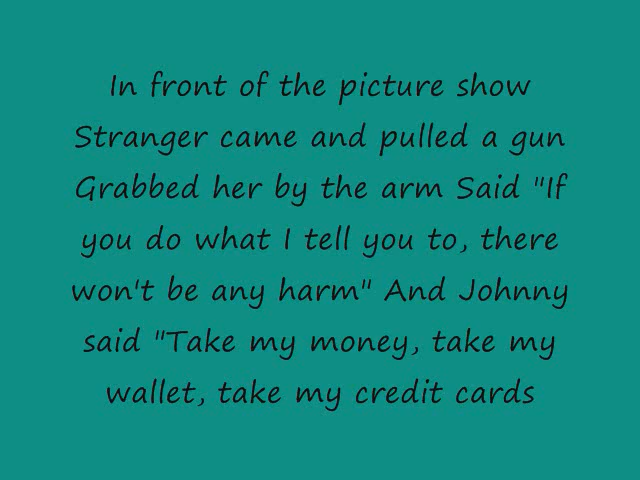 In front of the picture show
Stranger came and pulled a gun
Grabbed her by the arm Said "If
you do what I tell you to, there
won't be any harm" And Johnny
said "Take my money, take my
wallet, take my credit cards